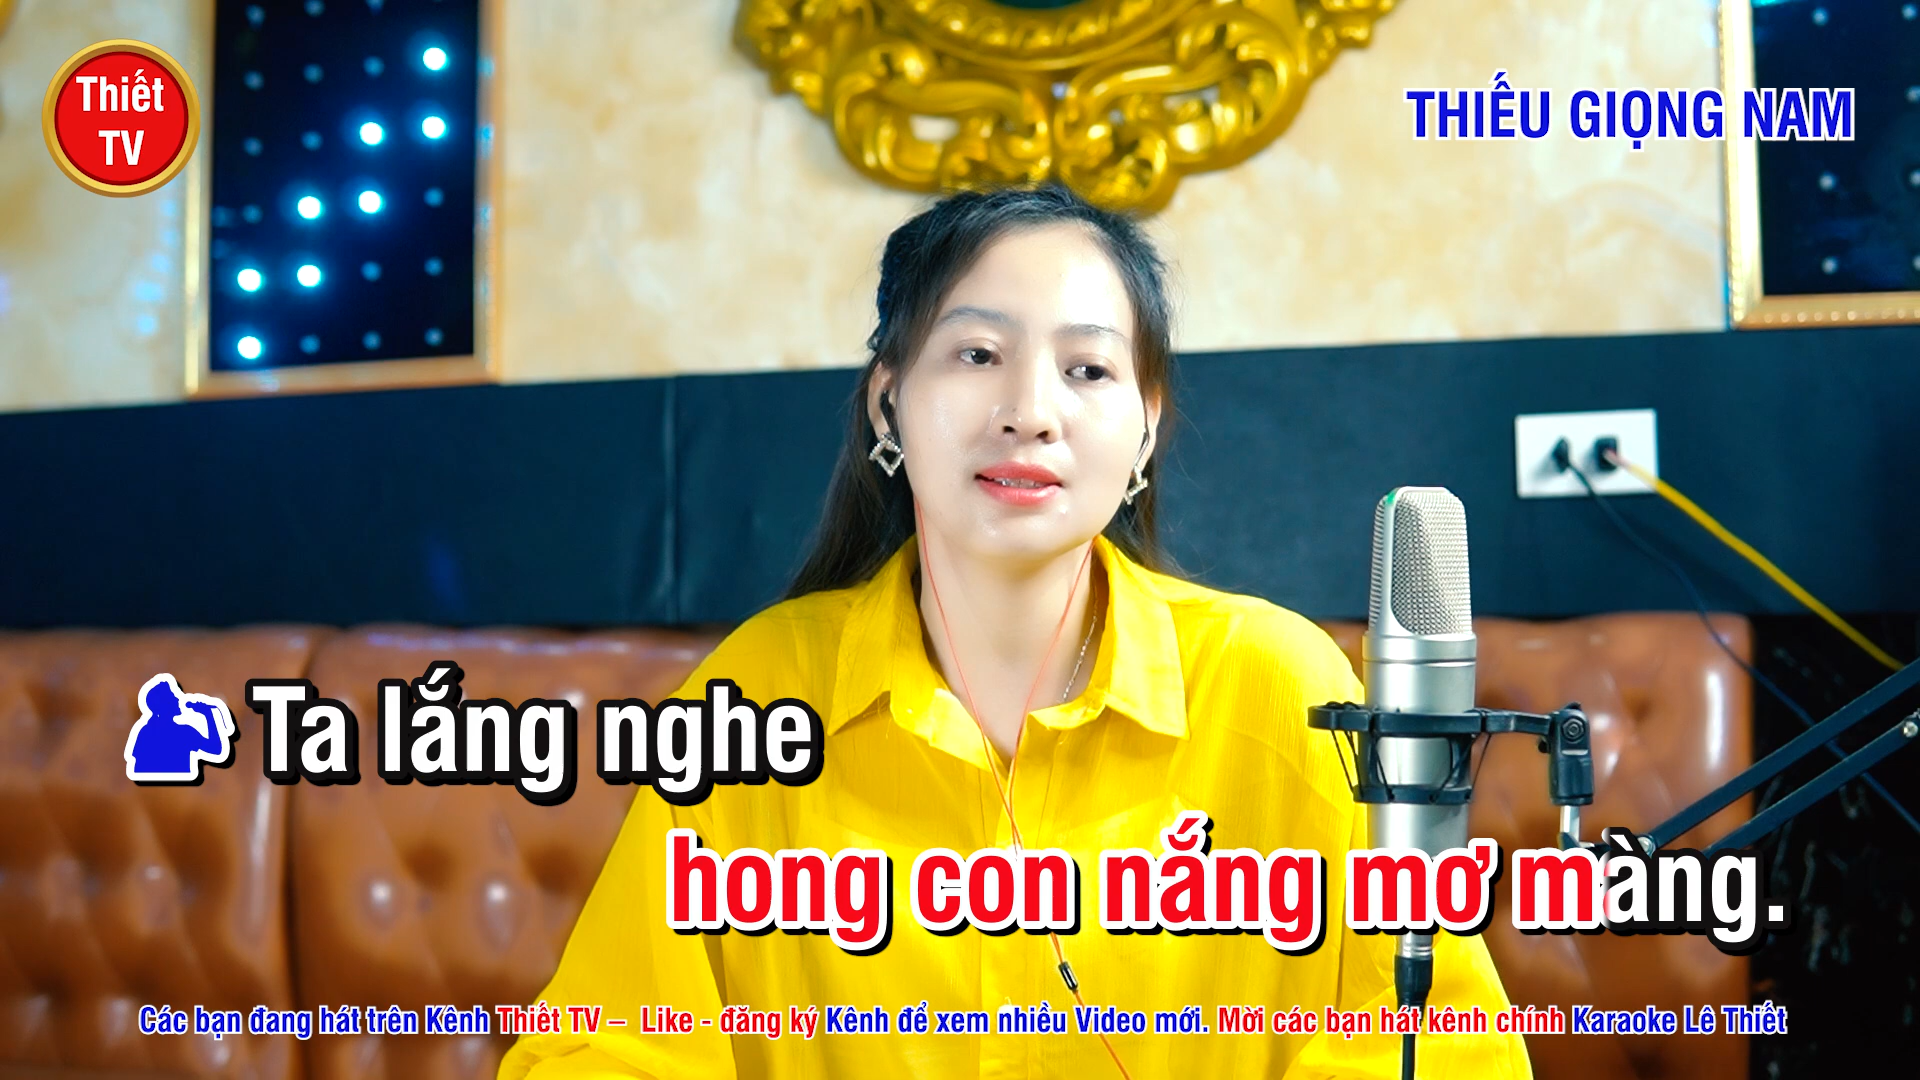 Thiết
TV
THIẾU GIỌNG NAM
Ta lắng nghe
hong con nắng mơ màng.
Các bạn đang hát trên Kênh Thiết TV – Like - đăng ký Kênh để xem nhiều Video mới. Mời các bạn hát kênh chính Karaoke Lê Thiết